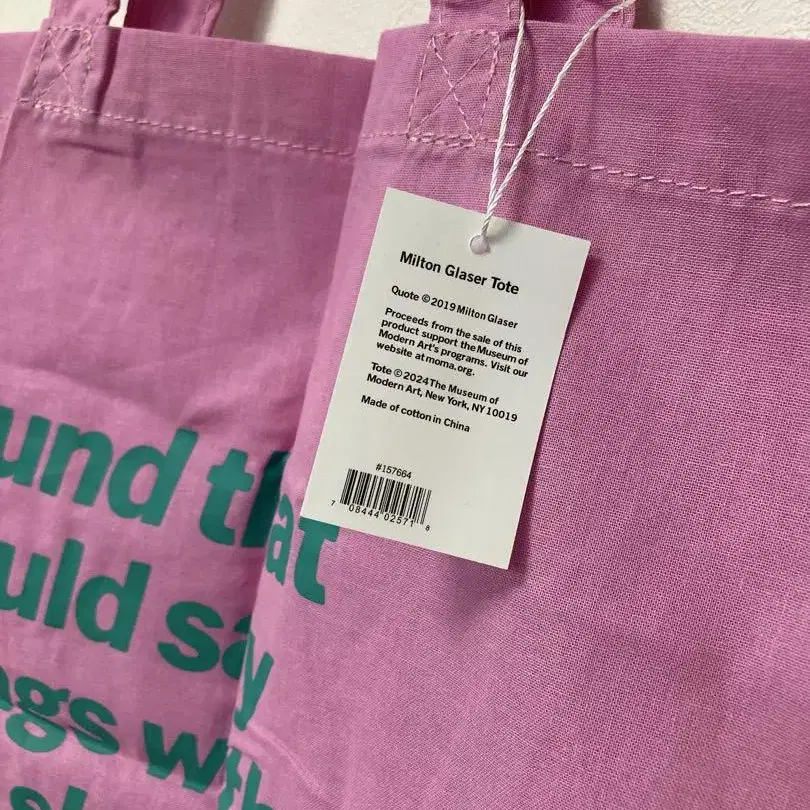 Milton Glaser Tote
Quote ©2019 Milton Glaser
Proceeds from the sale of this
product support the Museum of
Modern Art's programs. Visit our
website at moma.org.
Tote ©2024 The Museum of
Modern Art, New York, NY 10019
Made of cotton in China
#157664
7 08444 02571 8
und that
uld say
ngs with